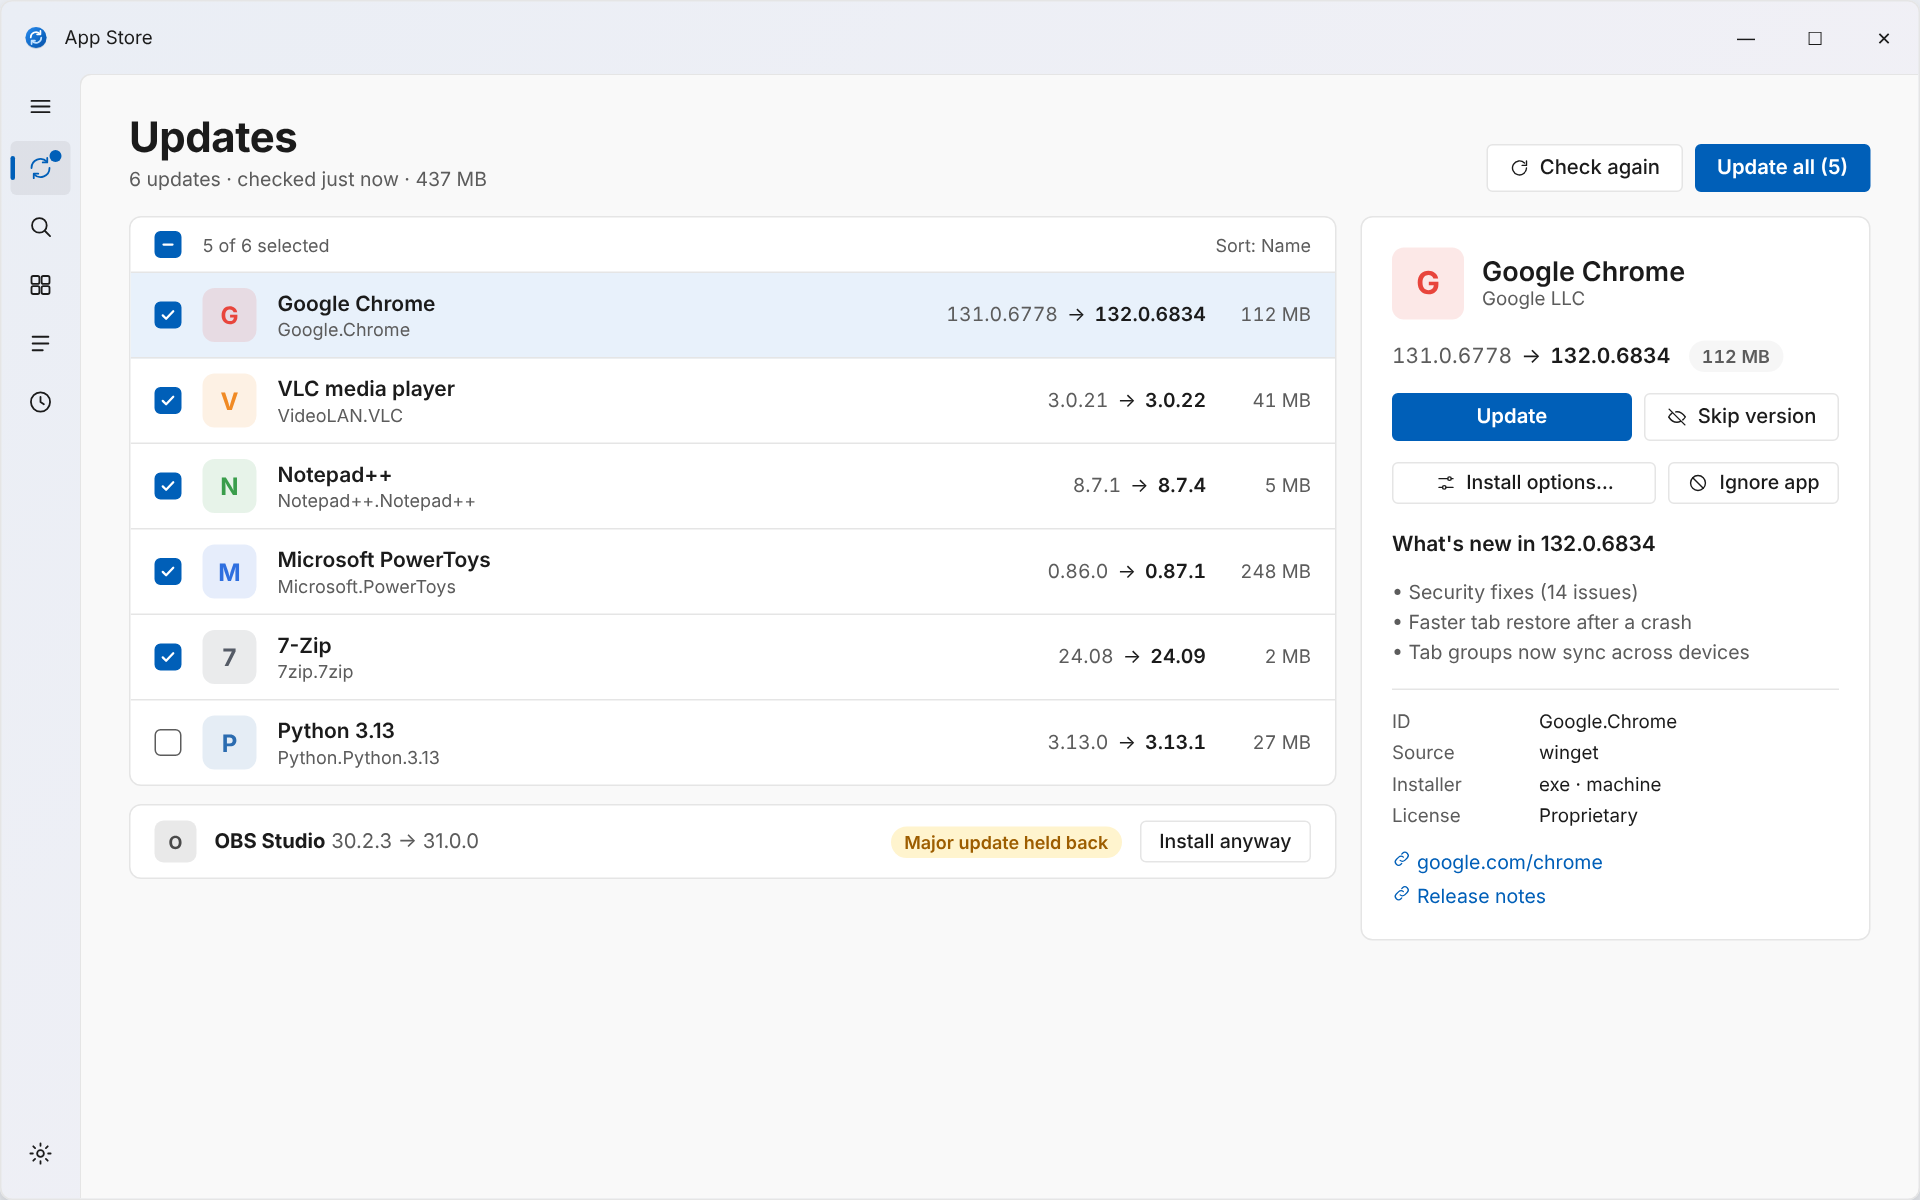 App Store
Updates
6 updates · checked just now · 437 MB
Check again
Update all (5)
5 of 6 selected
Sort: Name
G
Google Chrome
Google.Chrome
131.0.6778 → 132.0.6834
112 MB
V
VLC media player
VideoLAN.VLC
3.0.21 → 3.0.22
41 MB
N
Notepad++
Notepad++.Notepad++
8.7.1 → 8.7.4
5 MB
M
Microsoft PowerToys
Microsoft.PowerToys
0.86.0 → 0.87.1
248 MB
7
7-Zip
7zip.7zip
24.08 → 24.09
2 MB
P
Python 3.13
Python.Python.3.13
3.13.0 → 3.13.1
27 MB
O
OBS Studio 30.2.3 → 31.0.0
Major update held back
Install anyway
G
Google Chrome
Google LLC
131.0.6778 → 132.0.6834
112 MB
Update
Skip version
Install options...
Ignore app
What's new in 132.0.6834
• Security fixes (14 issues)
• Faster tab restore after a crash
• Tab groups now sync across devices
ID Google.Chrome
Source winget
Installer exe · machine
License Proprietary
google.com/chrome
Release notes